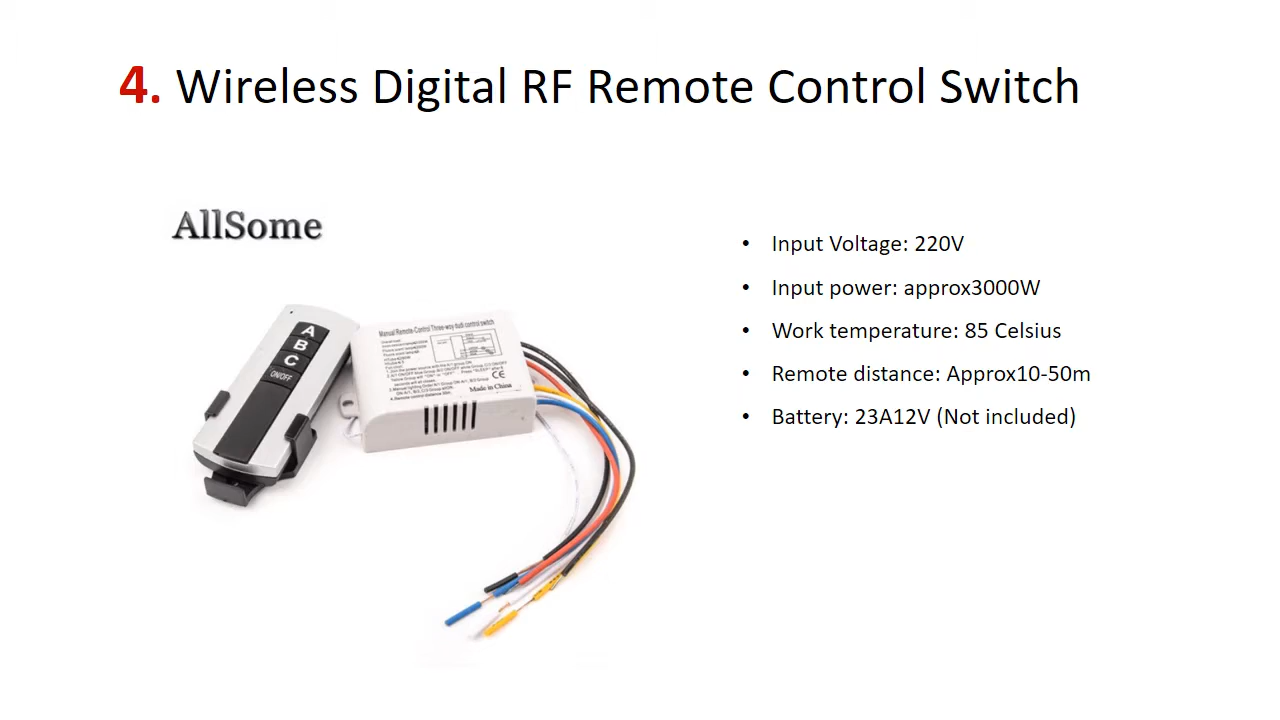 4. Wireless Digital RF Remote Control Switch
AllSome
• Input Voltage: 220V
• Input power: approx3000W
• Work temperature: 85 Celsius
• Remote distance: Approx10-50m
• Battery: 23A12V (Not included)
A
B
C
ON/OFF
Manual Remote-Control Three-way dudl control switch
CE
Made in China